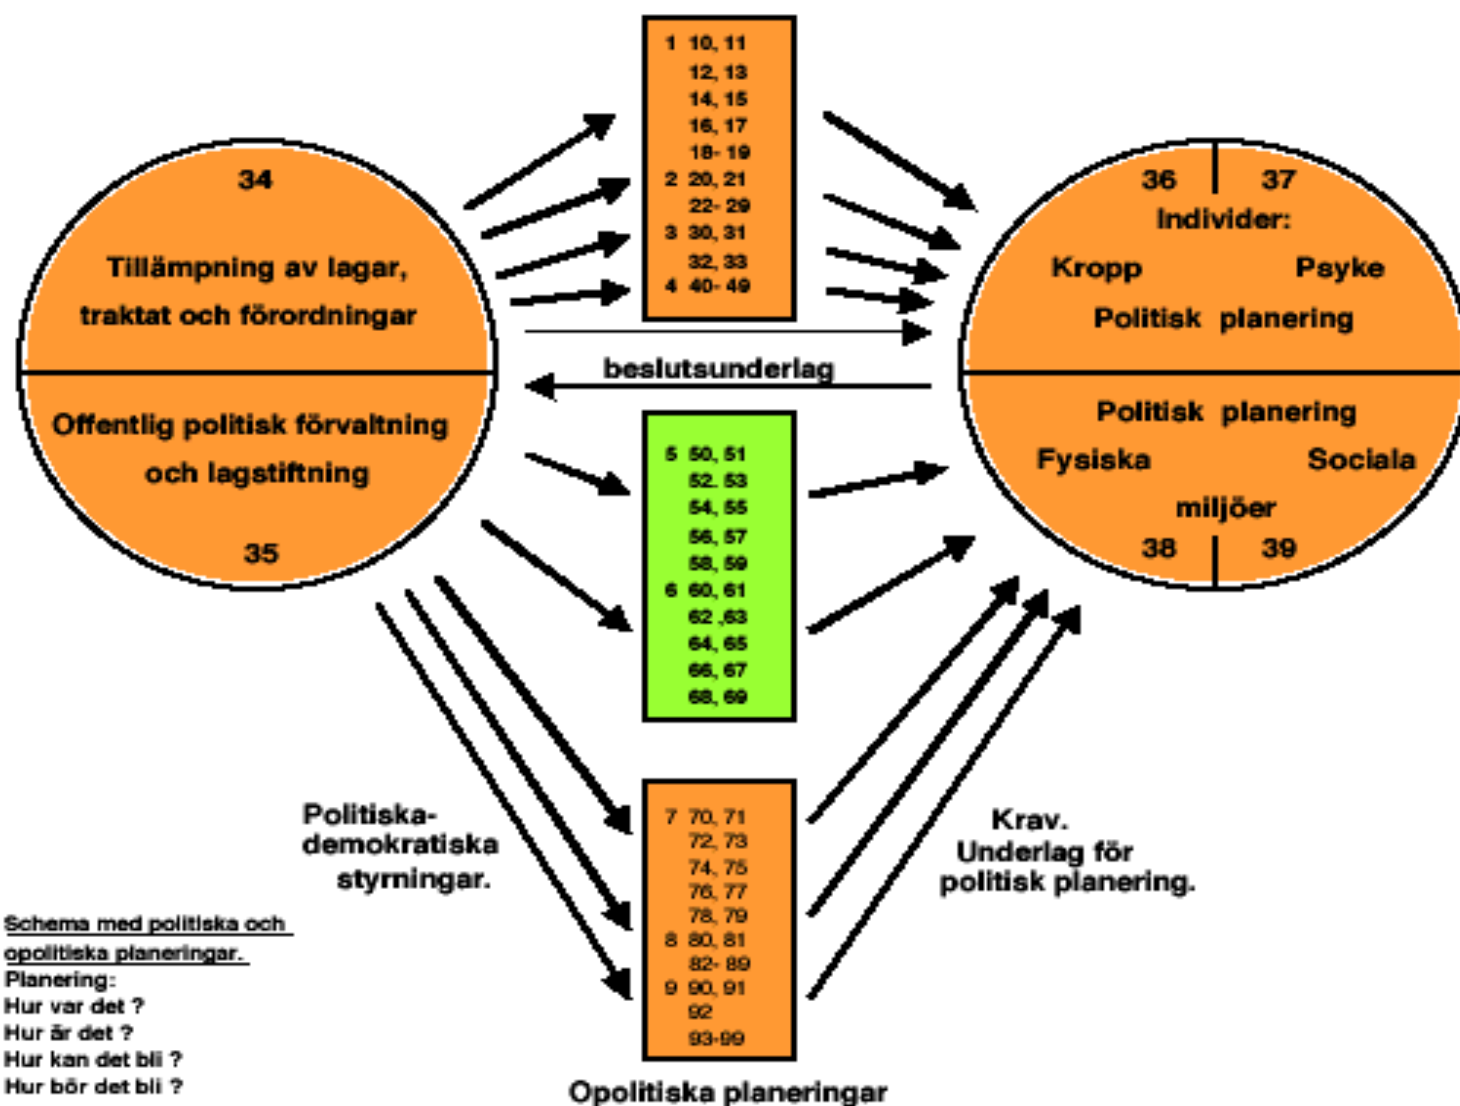 34
Tillämpning av lagar,
traktat och förordningar
Offentlig politisk förvaltning
och lagstiftning
35
1 10, 11
12, 13
14, 15
16, 17
18- 19
2 20, 21
22- 29
3 30, 31
32, 33
4 40- 49
beslutsunderlag
5 50, 51
52. 53
54, 55
56, 57
58, 59
6 60, 61
62 ,63
64, 65
66, 67
68, 69
7 70, 71
72, 73
74, 75
76, 77
78, 79
8 80, 81
82- 89
9 90, 91
92
93-99
Opolitiska planeringar
36 37
Individer:
Kropp Psyke
Politisk planering
Politisk planering
Fysiska Sociala
miljöer
38 39
Politiska-
demokratiska
styrningar.
Krav.
Underlag för
politisk planering.
Schema med politiska och
opolitiska planeringar.
Planering:
Hur var det ?
Hur är det ?
Hur kan det bli ?
Hur bör det bli ?